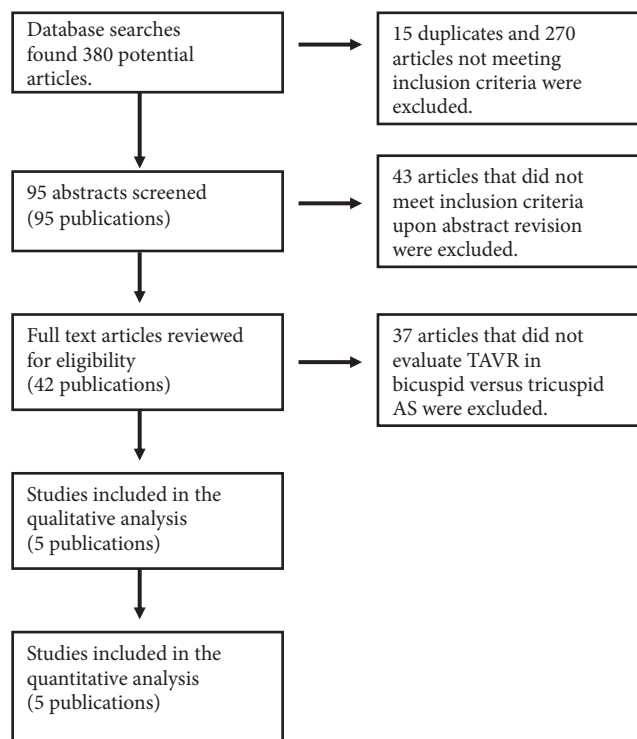 Database searches
found 380 potential
articles.
15 duplicates and 270
articles not meeting
inclusion criteria were
excluded.
95 abstracts screened
(95 publications)
43 articles that did not
meet inclusion criteria
upon abstract revision
were excluded.
Full text articles reviewed
for eligibility
(42 publications)
37 articles that did not
evaluate TAVR in
bicuspid versus tricuspid
AS were excluded.
Studies included in the
qualitative analysis
(5 publications)
Studies included in the
quantitative analysis
(5 publications)